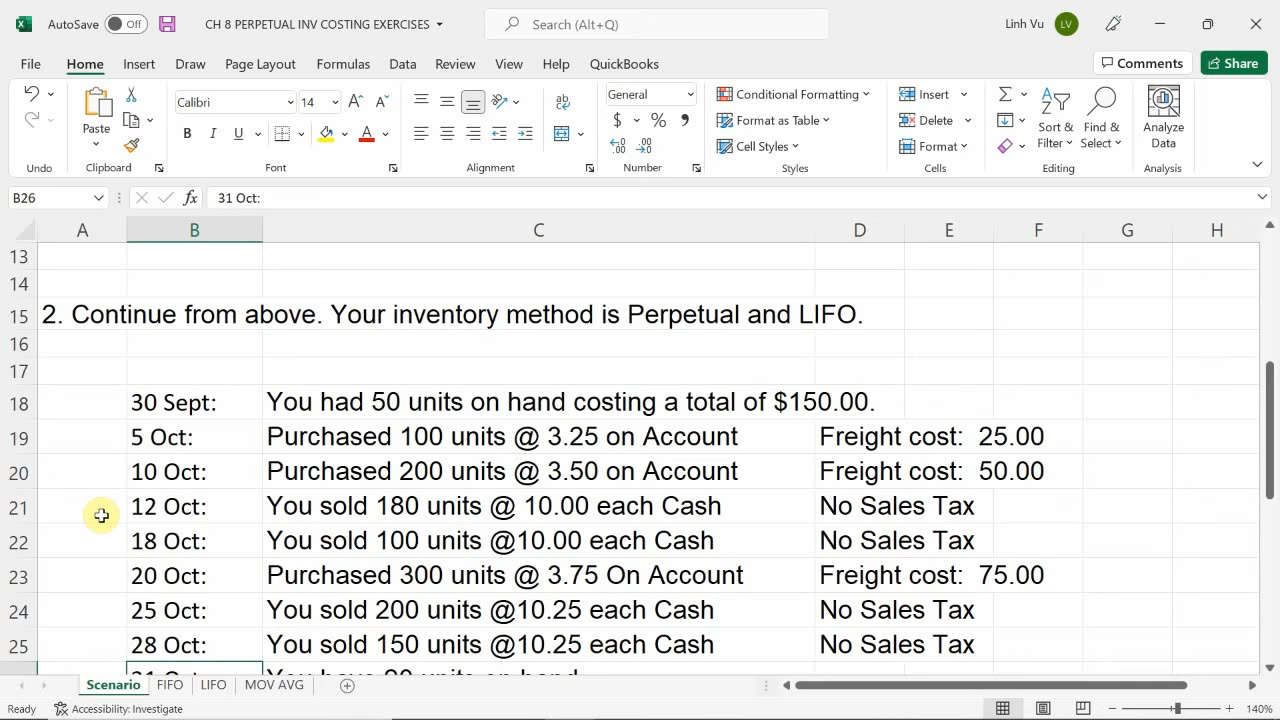 AutoSave Off CH 8 PERPETUAL INV COSTING EXERCISES Search (Alt+Q) Linh Vu LV
File Home Insert Draw Page Layout Formulas Data Review View Help QuickBooks Comments Share
Calibri 14 General Conditional Formatting Insert
Paste Format as Table Delete Sort & Find & Analyze
B I U Cell Styles Format Filter Select Data
Undo Clipboard Font Alignment Number Styles Cells Editing Analysis
B26 fx 31 Oct:
A B C D E F G H
13
14
15 2. Continue from above. Your inventory method is Perpetual and LIFO.
16
17
18 30 Sept: You had 50 units on hand costing a total of $150.00.
19 5 Oct: Purchased 100 units @ 3.25 on Account Freight cost: 25.00
20 10 Oct: Purchased 200 units @ 3.50 on Account Freight cost: 50.00
21 12 Oct: You sold 180 units @ 10.00 each Cash No Sales Tax
22 18 Oct: You sold 100 units @10.00 each Cash No Sales Tax
23 20 Oct: Purchased 300 units @ 3.75 On Account Freight cost: 75.00
24 25 Oct: You sold 200 units @10.25 each Cash No Sales Tax
25 28 Oct: You sold 150 units @10.25 each Cash No Sales Tax
Scenario FIFO LIFO MOV AVG
Ready Accessibility: Investigate 140%